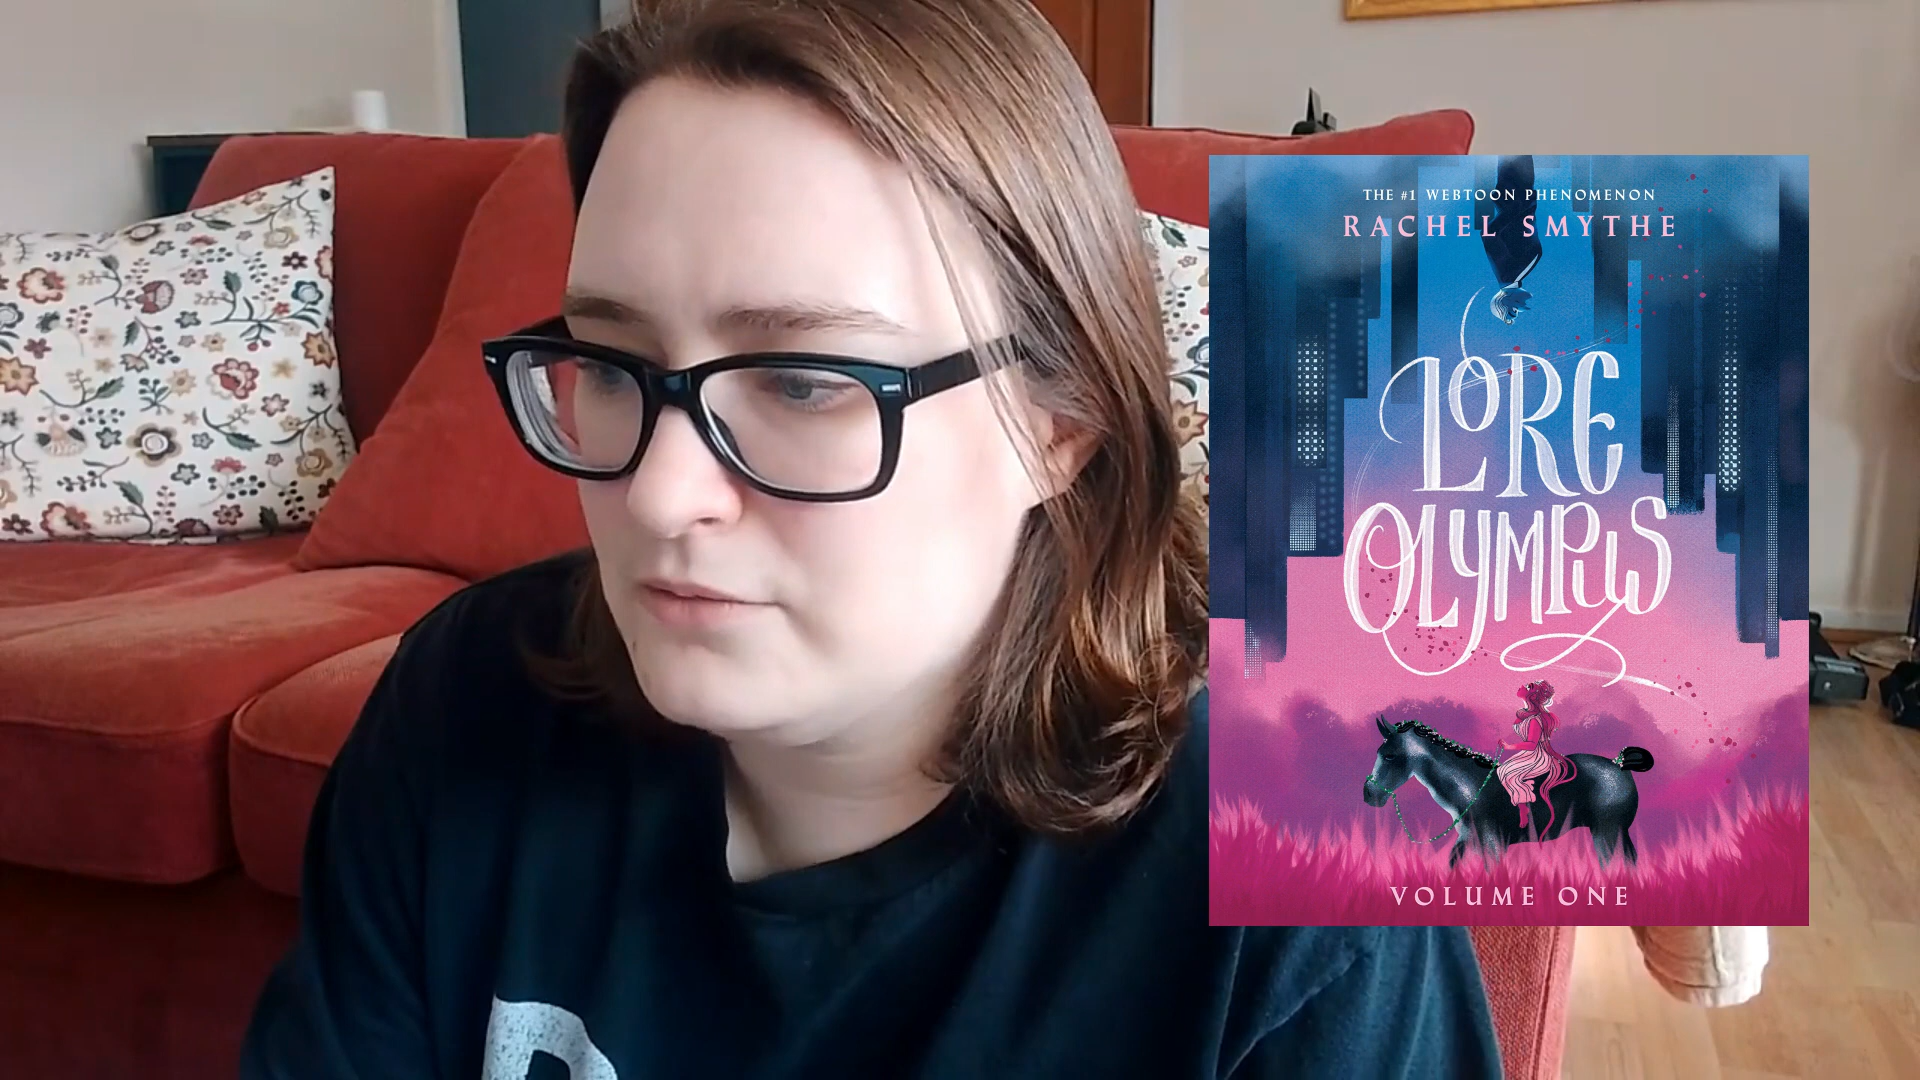 THE #1 WEBTOON PHENOMENON
RACHEL SMYTHE
LORE
OLYMPUS
VOLUME ONE